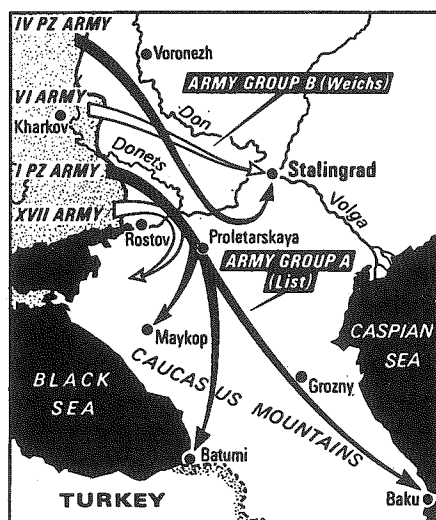 IV PZ ARMY
Voronezh
ARMY GROUP B (Weichs)
VI ARMY
Kharkov
Don
Donets
Stalingrad
I PZ ARMY
Volga
XVII ARMY
Rostov
Proletarskaya
ARMY GROUP A
(List)
CASPIAN
SEA
Maykop
CAUCASUS MOUNTAINS
Grozny
BLACK
SEA
Batumi
Baku
TURKEY